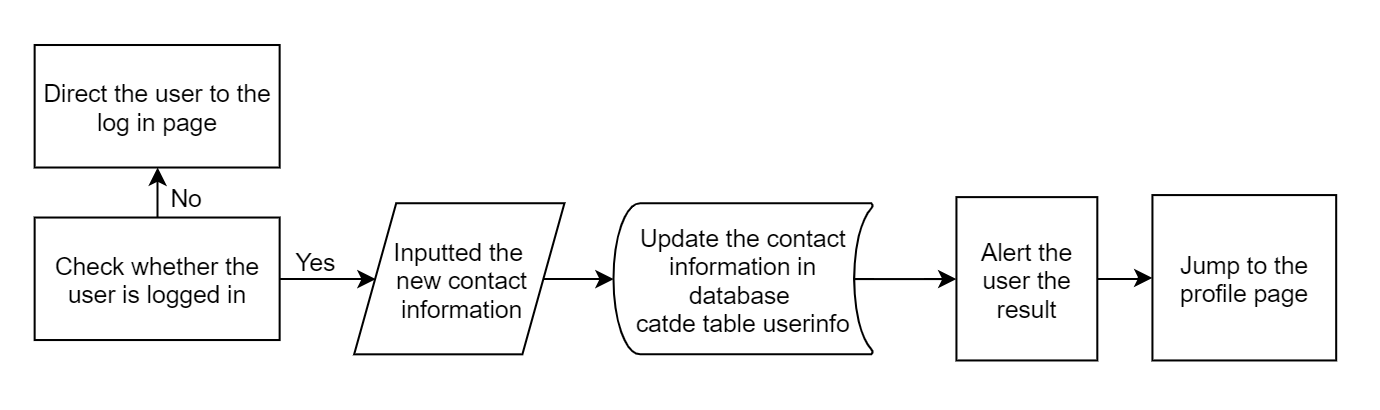 Direct the user to the
log in page
No
Check whether the
user is logged in
Yes
Inputted the
new contact
information
Update the contact
information in
database
catde table userinfo
Alert the
user the
result
Jump to the
profile page